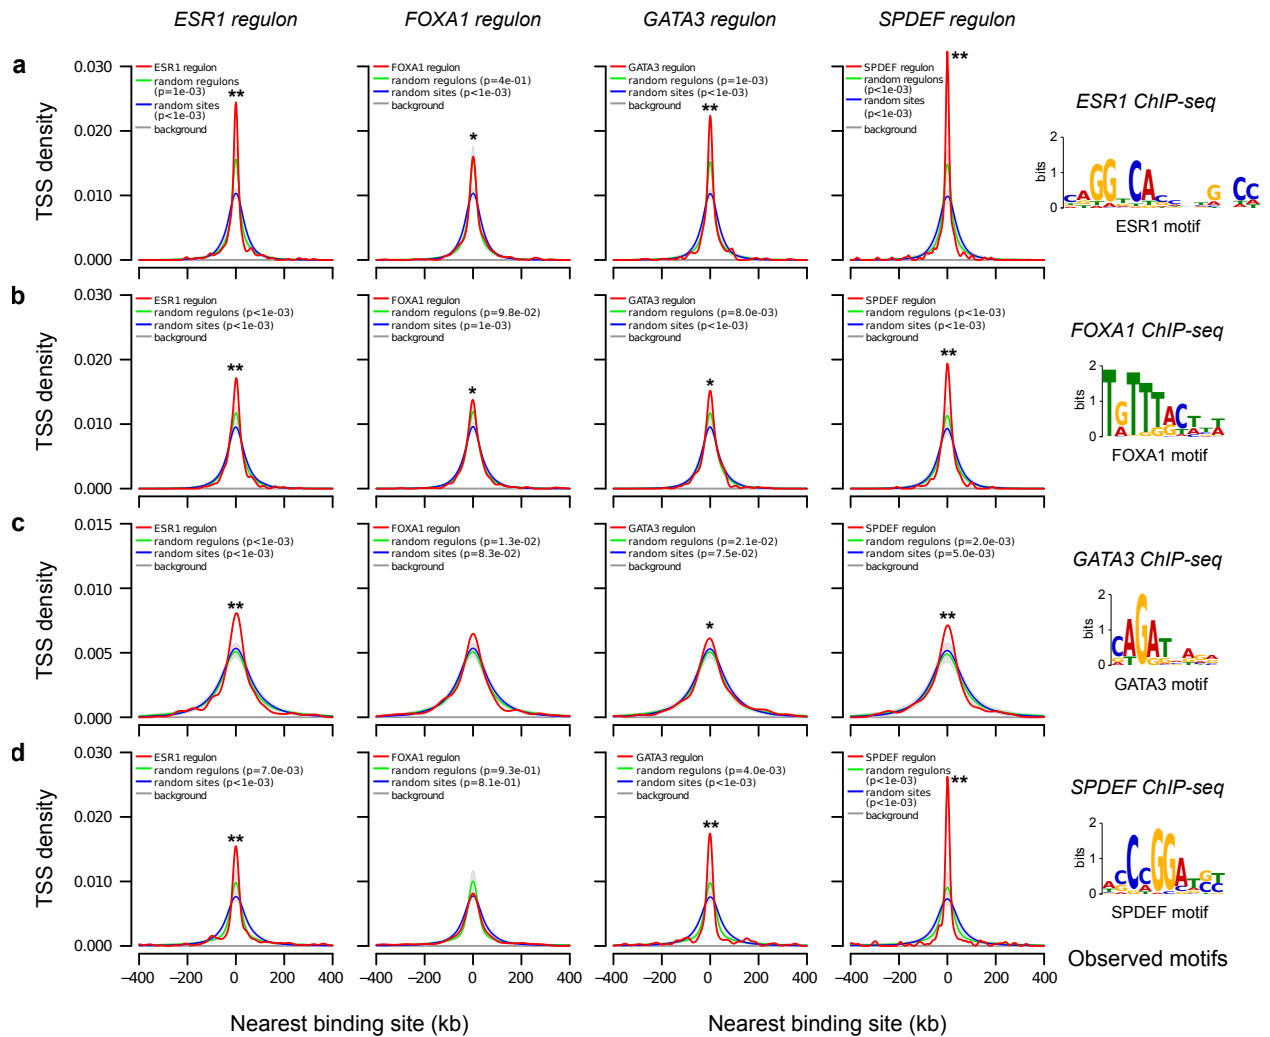 ESR1 regulon
FOXA1 regulon
GATA3 regulon
SPDEF regulon
a
TSS density
0.030
0.020
0.010
0.000
ESR1 regulon
random regulons
(p=1e-03)
random sites
(p<1e-03)
background
**
FOXA1 regulon
random regulons (p=4e-01)
random sites (p<1e-03)
background
*
GATA3 regulon
random regulons (p=1e-03)
random sites (p<1e-03)
background
**
SPDEF regulon
random regulons
(p<1e-03)
random sites
(p<1e-03)
background
**
ESR1 ChIP-seq
bits
2
1
0
ESR1 motif
b
TSS density
0.030
0.020
0.010
0.000
ESR1 regulon
random regulons (p<1e-03)
random sites (p<1e-03)
background
**
FOXA1 regulon
random regulons (p=9.8e-02)
random sites (p=1e-03)
background
*
GATA3 regulon
random regulons (p=8.0e-03)
random sites (p<1e-03)
background
*
SPDEF regulon
random regulons (p<1e-03)
random sites (p<1e-03)
background
**
FOXA1 ChIP-seq
bits
2
1
0
FOXA1 motif
c
TSS density
0.015
0.010
0.005
0.000
ESR1 regulon
random regulons (p<1e-03)
random sites (p<1e-03)
background
**
FOXA1 regulon
random regulons (p=1.3e-02)
random sites (p=8.3e-02)
background
GATA3 regulon
random regulons (p=2.1e-02)
random sites (p=7.5e-02)
background
*
SPDEF regulon
random regulons (p=2.0e-03)
random sites (p=5.0e-03)
background
**
GATA3 ChIP-seq
bits
2
1
0
GATA3 motif
d
TSS density
0.030
0.020
0.010
0.000
ESR1 regulon
random regulons (p=7.0e-03)
random sites (p<1e-03)
background
**
FOXA1 regulon
random regulons (p=9.3e-01)
random sites (p=8.1e-01)
background
GATA3 regulon
random regulons (p=4.0e-03)
random sites (p<1e-03)
background
**
SPDEF regulon
random regulons
(p<1e-03)
random sites
(p<1e-03)
background
**
SPDEF ChIP-seq
bits
2
1
0
SPDEF motif
Observed motifs
−400 −200 0 200 400
−400 −200 0 200 400
−400 −200 0 200 400
−400 −200 0 200 400
Nearest binding site (kb)
Nearest binding site (kb)